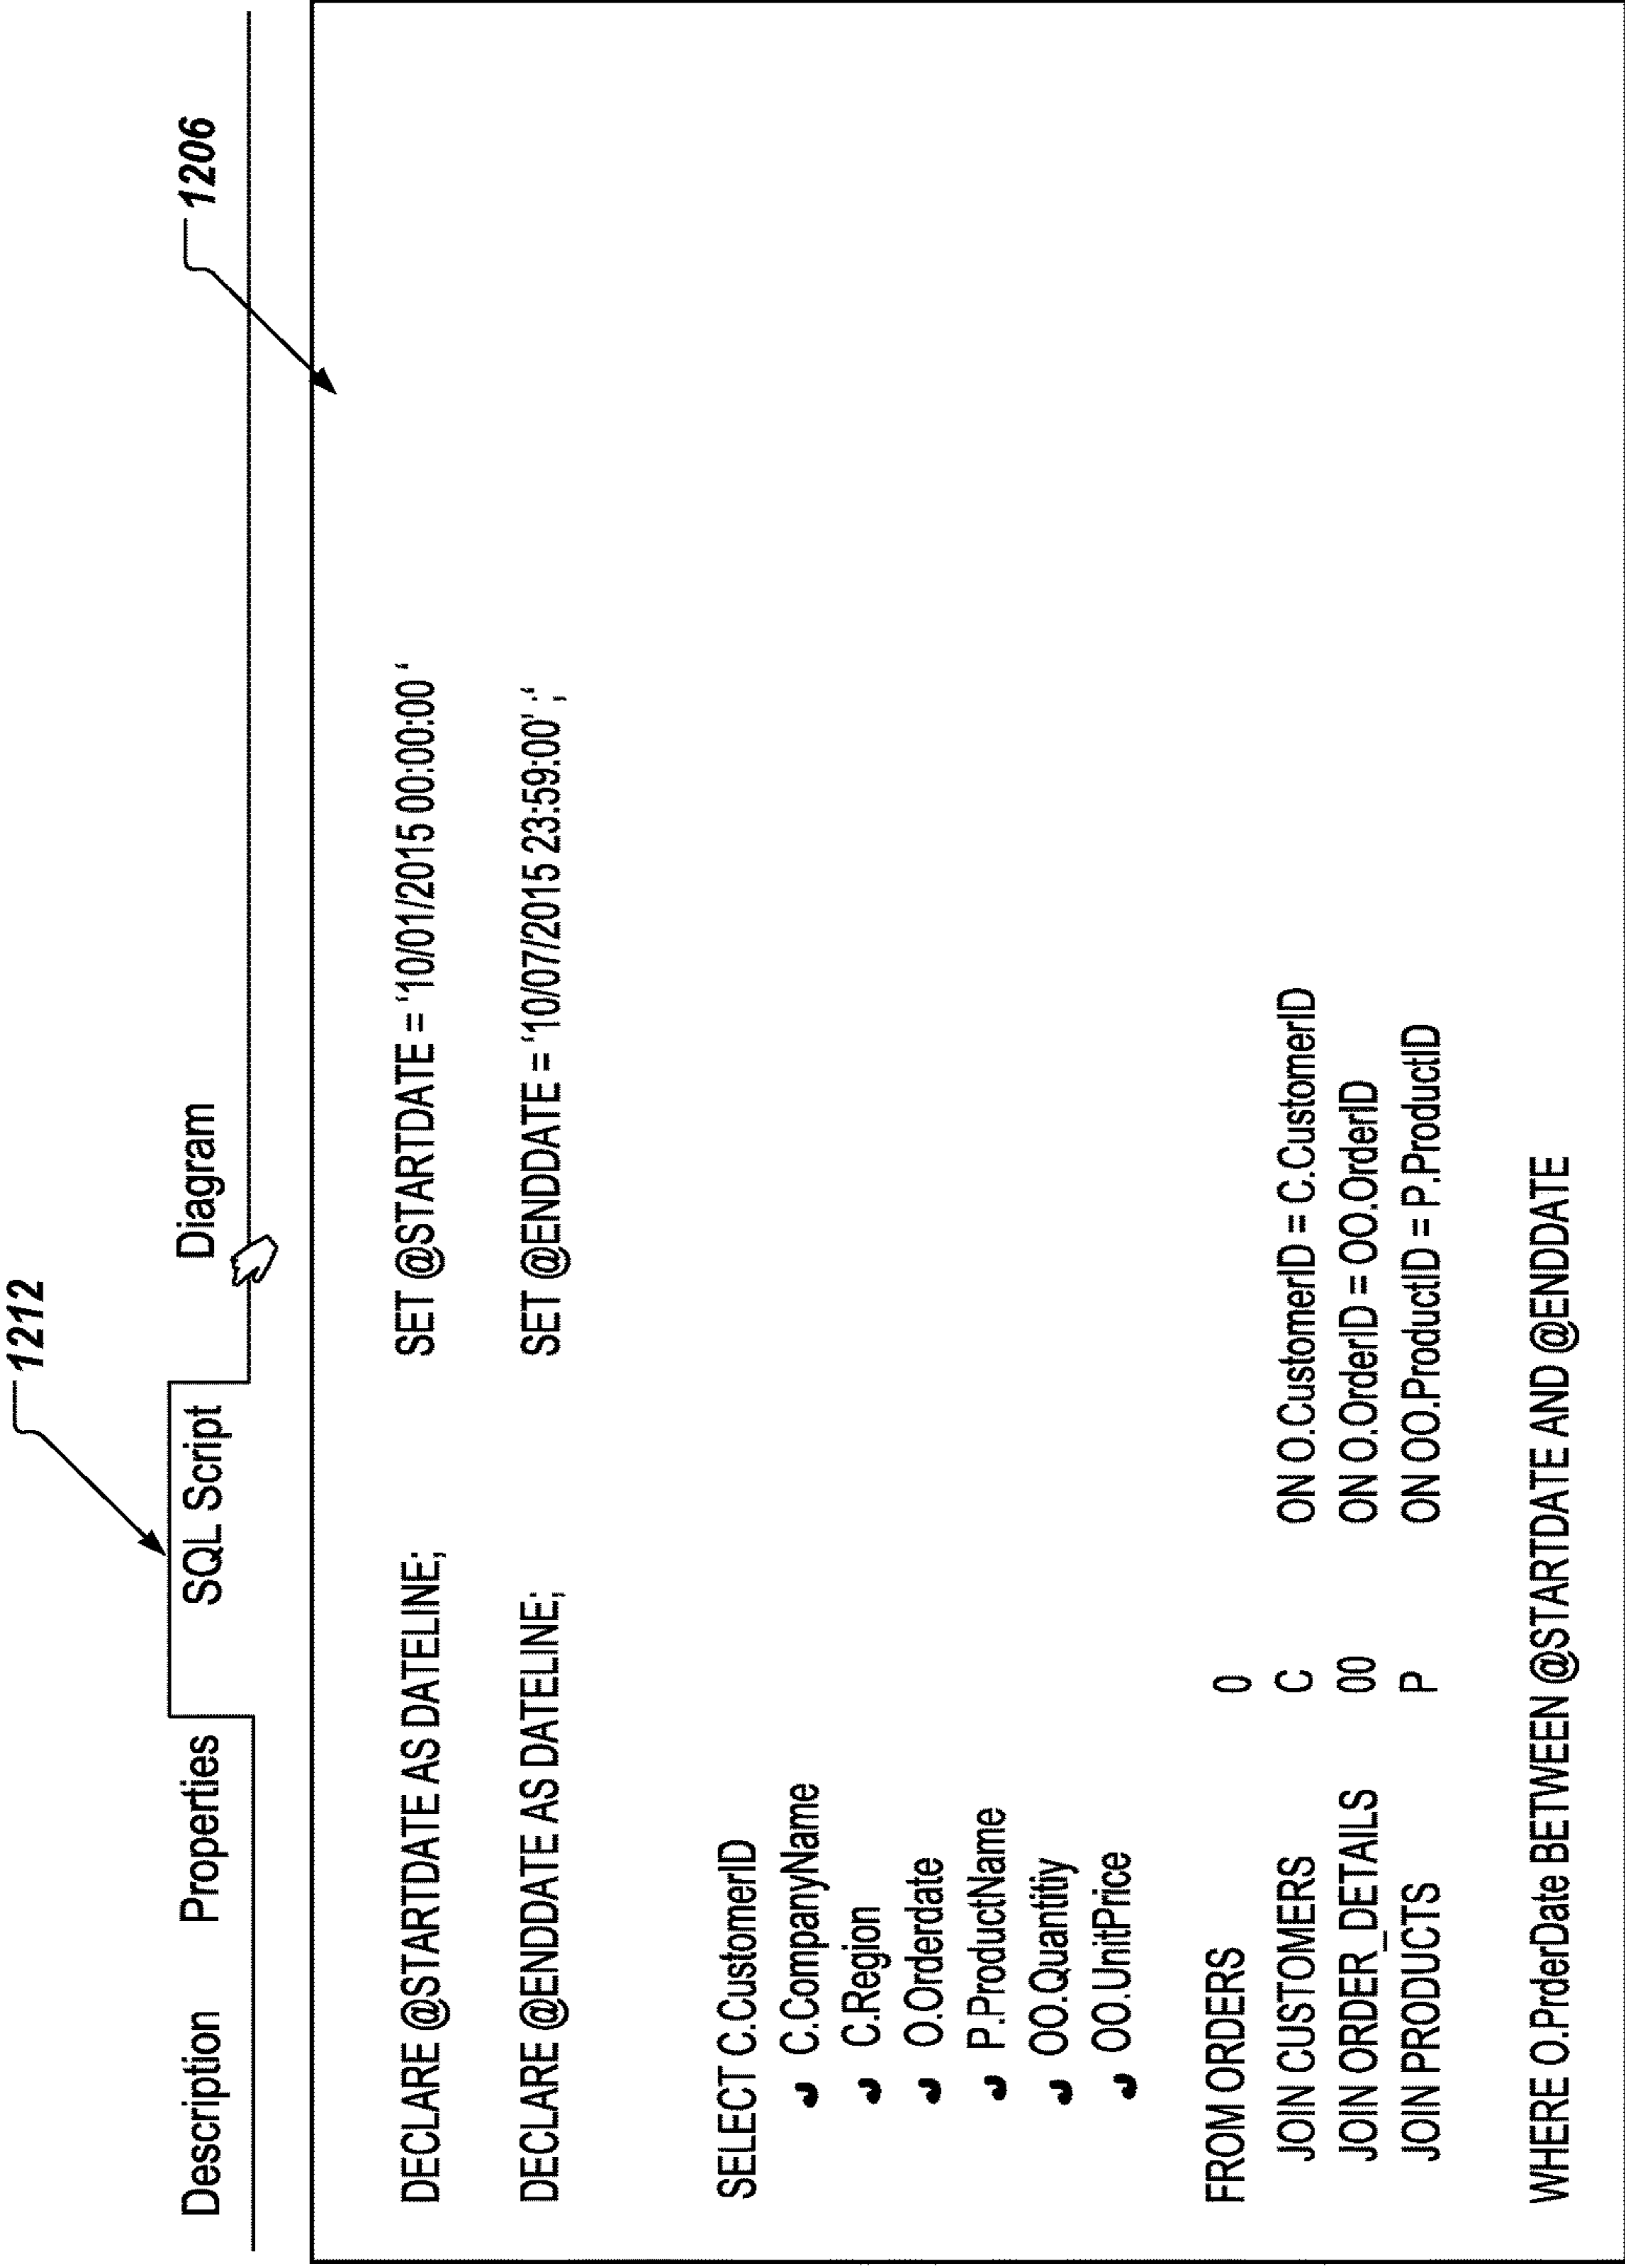 1212
1206
Description Properties SQL Script Diagram
DECLARE @STARTDATE AS DATELINE; SET @STARTDATE = '10/01/2015 00:00:00 '
DECLARE @ENDDATE AS DATELINE; SET @ENDDATE = '10/07/2015 23:59:00' ;'
SELECT C.CustomerID
, C.CompanyName
, C.Region
, O.Orderdate
, P.ProductName
, OO.Quantitiy
, OO.UnitPrice
FROM ORDERS 0
JOIN CUSTOMERS C ON O.CustomerID = C.CustomerID
JOIN ORDER_DETAILS 00 ON O.OrderID = OO.OrderID
JOIN PRODUCTS P ON OO.ProductID = P.ProductID
WHERE O.PrderDate BETWEEN @STARTDATE AND @ENDDATE